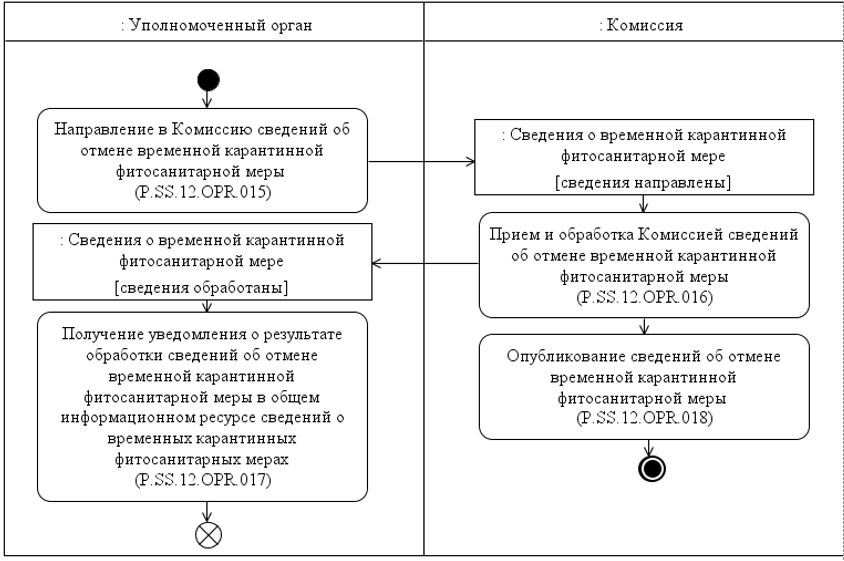 : Уполномоченный орган
: Комиссия
Направление в Комиссию сведений об
отмене временной карантинной
фитосанитарной меры
(P.SS.12.OPR.015)
: Сведения о временной карантинной
фитосанитарной мере
[сведения направлены]
Прием и обработка Комиссией сведений
об отмене временной карантинной
фитосанитарной меры
(P.SS.12.OPR.016)
: Сведения о временной карантинной
фитосанитарной мере
[сведения обработаны]
Получение уведомления о результате
обработки сведений об отмене
временной карантинной
фитосанитарной меры в общем
информационном ресурсе сведений о
временных карантинных
фитосанитарных мерах
(P.SS.12.OPR.017)
Опубликование сведений об отмене
временной карантинной
фитосанитарной меры
(P.SS.12.OPR.018)